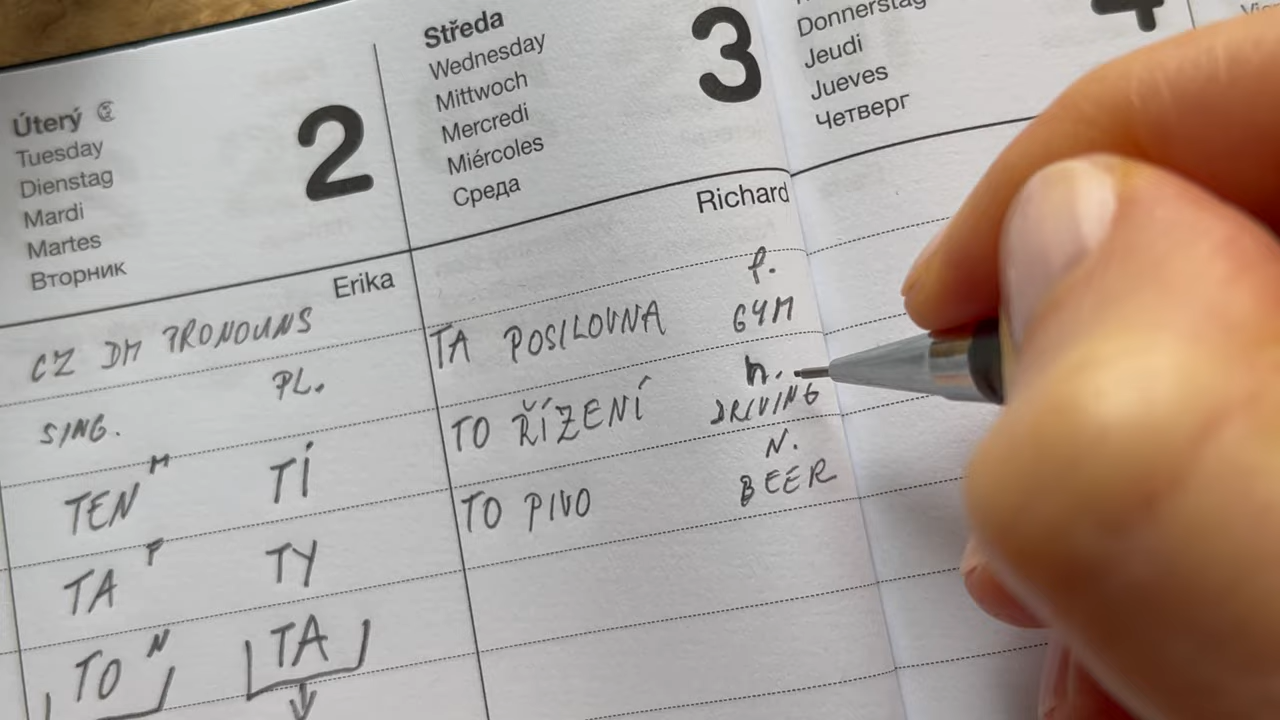 Úterý
Tuesday
Dienstag
Mardi
Martes
Вторник
2
Erika
CZ DM PRONOUNS
SING. PL.
TEN M TÍ
TA F TY
TO N TA
Středa
Wednesday
Mittwoch
Mercredi
Miércoles
Среда
3
Richard
f.
TA POSILOVNA GYM
n.
TO ŘÍZENÍ DRIVING
N.
TO PIVO BEER
Donnerstag
Jeudi
Jueves
Четверг
4